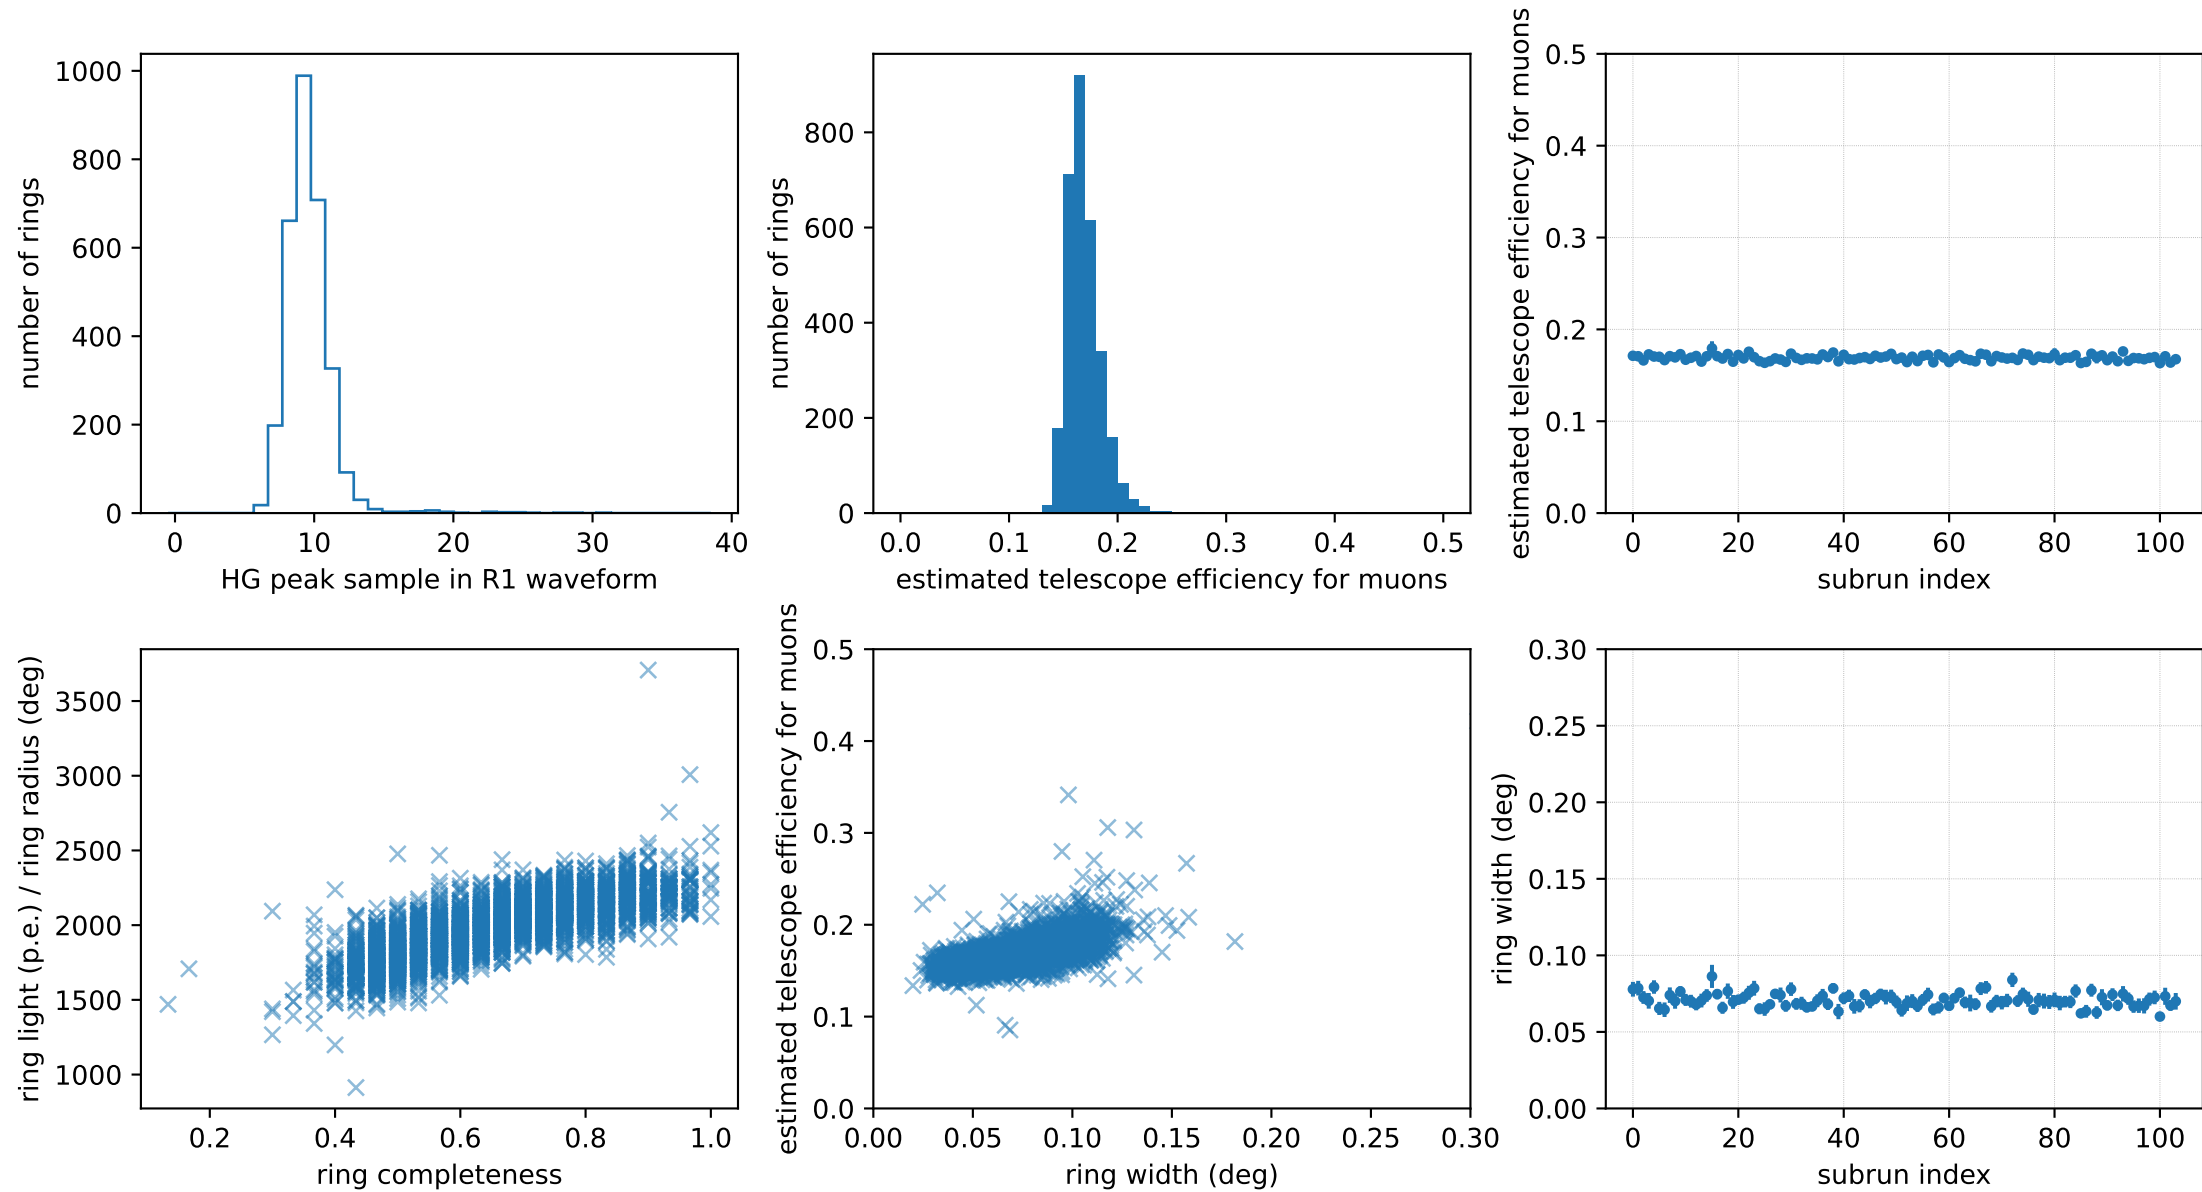 number of rings
1000
800
600
400
200
0
0 10 20 30 40
HG peak sample in R1 waveform
number of rings
800
600
400
200
0
0.0 0.1 0.2 0.3 0.4 0.5
estimated telescope efficiency for muons
estimated telescope efficiency for muons
0.5
0.4
0.3
0.2
0.1
0.0
0 20 40 60 80 100
subrun index
ring light (p.e.) / ring radius (deg)
3500
3000
2500
2000
1500
1000
0.2 0.4 0.6 0.8 1.0
ring completeness
estimated telescope efficiency for muons
0.5
0.4
0.3
0.2
0.1
0.0
0.00 0.05 0.10 0.15 0.20 0.25 0.30
ring width (deg)
ring width (deg)
0.30
0.25
0.20
0.15
0.10
0.05
0.00
0 20 40 60 80 100
subrun index